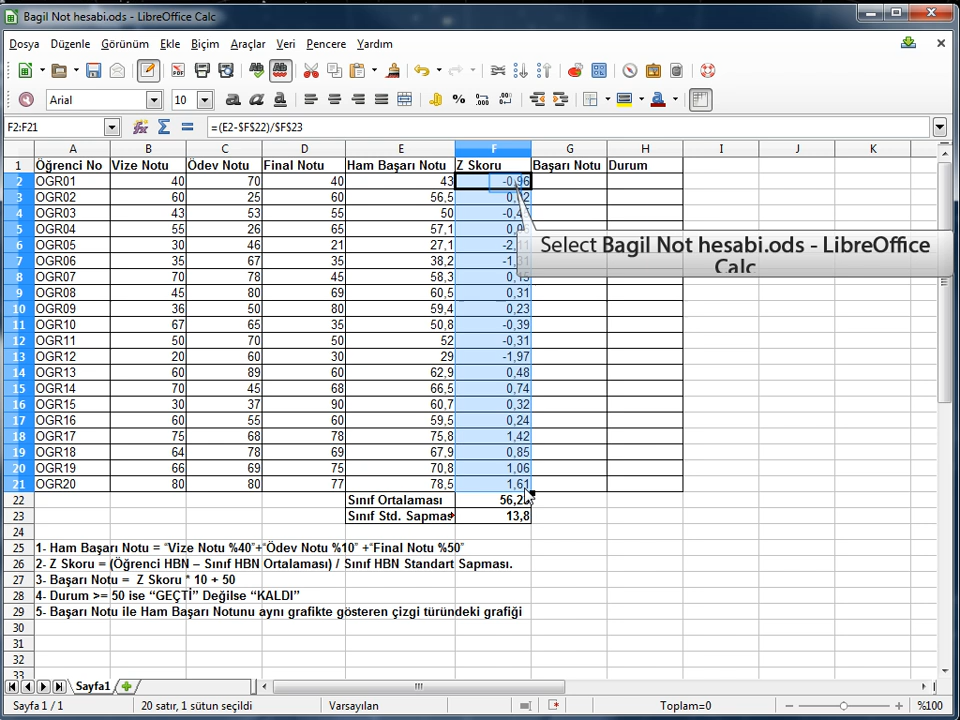 Bagil Not hesabi.ods - LibreOffice Calc
Dosya Düzenle Görünüm Ekle Biçim Araçlar Veri Pencere Yardım
Arial 10
F2:F21 =(E2-$F$22)/$F$23
A B C D E F G H I J K
1 Öğrenci No Vize Notu Ödev Notu Final Notu Ham Başarı Notu Z Skoru Başarı Notu Durum
2 OGR01 40 70 40 43 -0,96
3 OGR02 60 25 60 56,5
4 OGR03 43 53 55 50
5 OGR04 55 26 65 57,1
6 OGR05 30 46 21 27,1
7 OGR06 35 67 35 38,2
8 OGR07 70 78 45 58,3 0,15
9 OGR08 45 80 69 60,5 0,31
10 OGR09 36 50 80 59,4 0,23
11 OGR10 67 65 35 50,8 -0,39
12 OGR11 50 70 50 52 -0,31
13 OGR12 20 60 30 29 -1,97
14 OGR13 60 89 60 62,9 0,48
15 OGR14 70 45 68 66,5 0,74
16 OGR15 30 37 90 60,7 0,32
17 OGR16 60 55 60 59,5 0,24
18 OGR17 75 68 78 75,8 1,42
19 OGR18 64 78 69 67,9 0,85
20 OGR19 66 69 75 70,8 1,06
21 OGR20 80 80 77 78,5 1,61
22 Sınıf Ortalaması
23 Sınıf Std. Sapmas 13,8
24
25 1- Ham Başarı Notu = “Vize Notu %40”+“Ödev Notu %10” +“Final Notu %50”
26 2- Z Skoru = (Öğrenci HBN – Sınıf HBN Ortalaması) / Sınıf HBN Standart Sapması.
27 3- Başarı Notu = Z Skoru * 10 + 50
28 4- Durum >= 50 ise “GEÇTİ” Değilse “KALDI”
29 5- Başarı Notu ile Ham Başarı Notunu aynı grafikte gösteren çizgi türündeki grafiği
30
31
32
33
Select Bagil Not hesabi.ods - LibreOffice
Calc
Sayfa1
Sayfa 1 / 1 20 satır, 1 sütun seçildi Varsayılan Toplam=0 %100